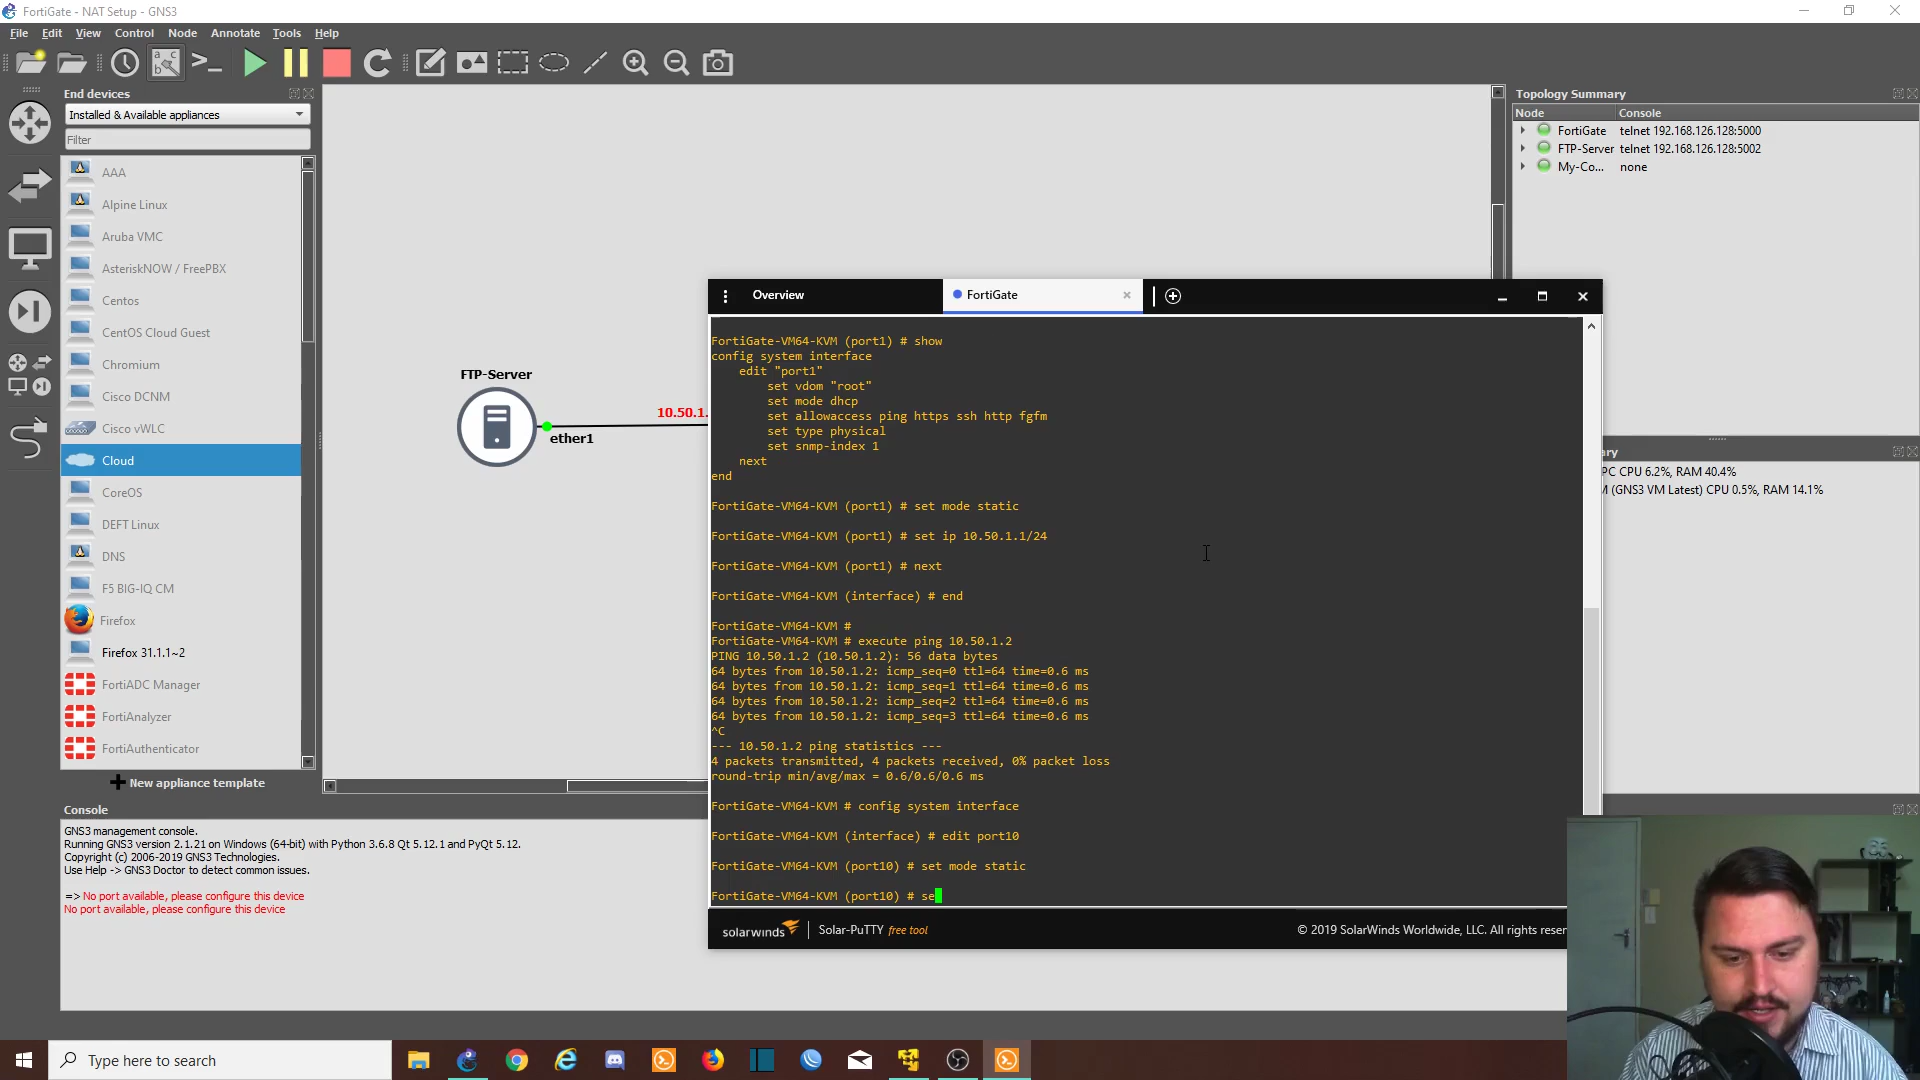 FortiGate - NAT Setup - GNS3
File Edit View Control Node Annotate Tools Help
End devices
Installed & Available appliances
Filter
AAA
Alpine Linux
Aruba VMC
AsteriskNOW / FreePBX
Centos
CentOS Cloud Guest
Chromium
Cisco DCNM
Cisco vWLC
Cloud
CoreOS
DEFT Linux
DNS
F5 BIG-IQ CM
Firefox
Firefox 31.1.1~2
FortiADC Manager
FortiAnalyzer
FortiAuthenticator
New appliance template
FTP-Server
10.50.1.
ether1
Topology Summary
Node Console
FortiGate telnet 192.168.126.128:5000
FTP-Server telnet 192.168.126.128:5002
My-Co... none
ary
PC CPU 6.2%, RAM 40.4%
(GNS3 VM Latest) CPU 0.5%, RAM 14.1%
Overview
FortiGate
FortiGate-VM64-KVM (port1) # show
config system interface
edit "port1"
set vdom "root"
set mode dhcp
set allowaccess ping https ssh http fgfm
set type physical
set snmp-index 1
next
end
FortiGate-VM64-KVM (port1) # set mode static
FortiGate-VM64-KVM (port1) # set ip 10.50.1.1/24
FortiGate-VM64-KVM (port1) # next
FortiGate-VM64-KVM (interface) # end
FortiGate-VM64-KVM #
FortiGate-VM64-KVM # execute ping 10.50.1.2
PING 10.50.1.2 (10.50.1.2): 56 data bytes
64 bytes from 10.50.1.2: icmp_seq=0 ttl=64 time=0.6 ms
64 bytes from 10.50.1.2: icmp_seq=1 ttl=64 time=0.6 ms
64 bytes from 10.50.1.2: icmp_seq=2 ttl=64 time=0.6 ms
64 bytes from 10.50.1.2: icmp_seq=3 ttl=64 time=0.6 ms
^C
--- 10.50.1.2 ping statistics ---
4 packets transmitted, 4 packets received, 0% packet loss
round-trip min/avg/max = 0.6/0.6/0.6 ms
FortiGate-VM64-KVM # config system interface
FortiGate-VM64-KVM (interface) # edit port10
FortiGate-VM64-KVM (port10) # set mode static
FortiGate-VM64-KVM (port10) # se
solarwinds Solar-PuTTY free tool
© 2019 SolarWinds Worldwide, LLC. All rights reser
Console
GNS3 management console.
Running GNS3 version 2.1.21 on Windows (64-bit) with Python 3.6.8 Qt 5.12.1 and PyQt 5.12.
Copyright (c) 2006-2019 GNS3 Technologies.
Use Help -> GNS3 Doctor to detect common issues.
=> No port available, please configure this device
No port available, please configure this device
Type here to search